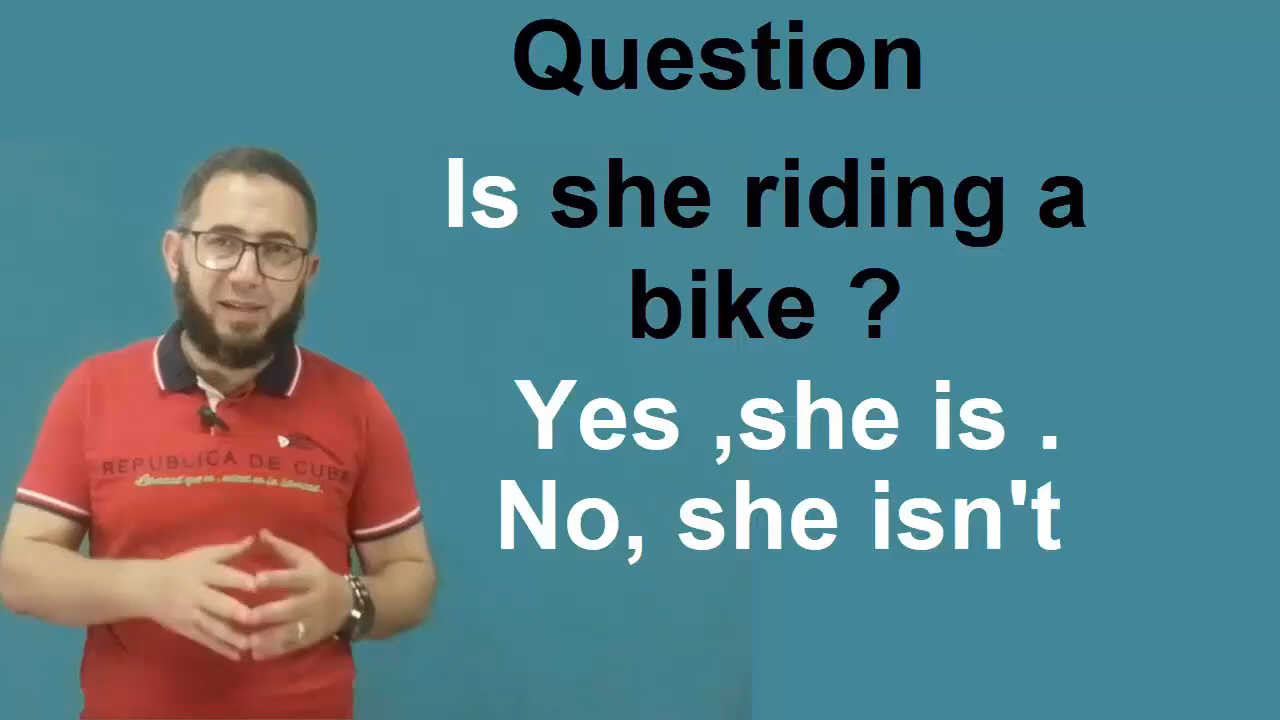 Question
Is she riding a
bike ?
Yes ,she is .
No, she isn't
REPUBLICA DE CUBA